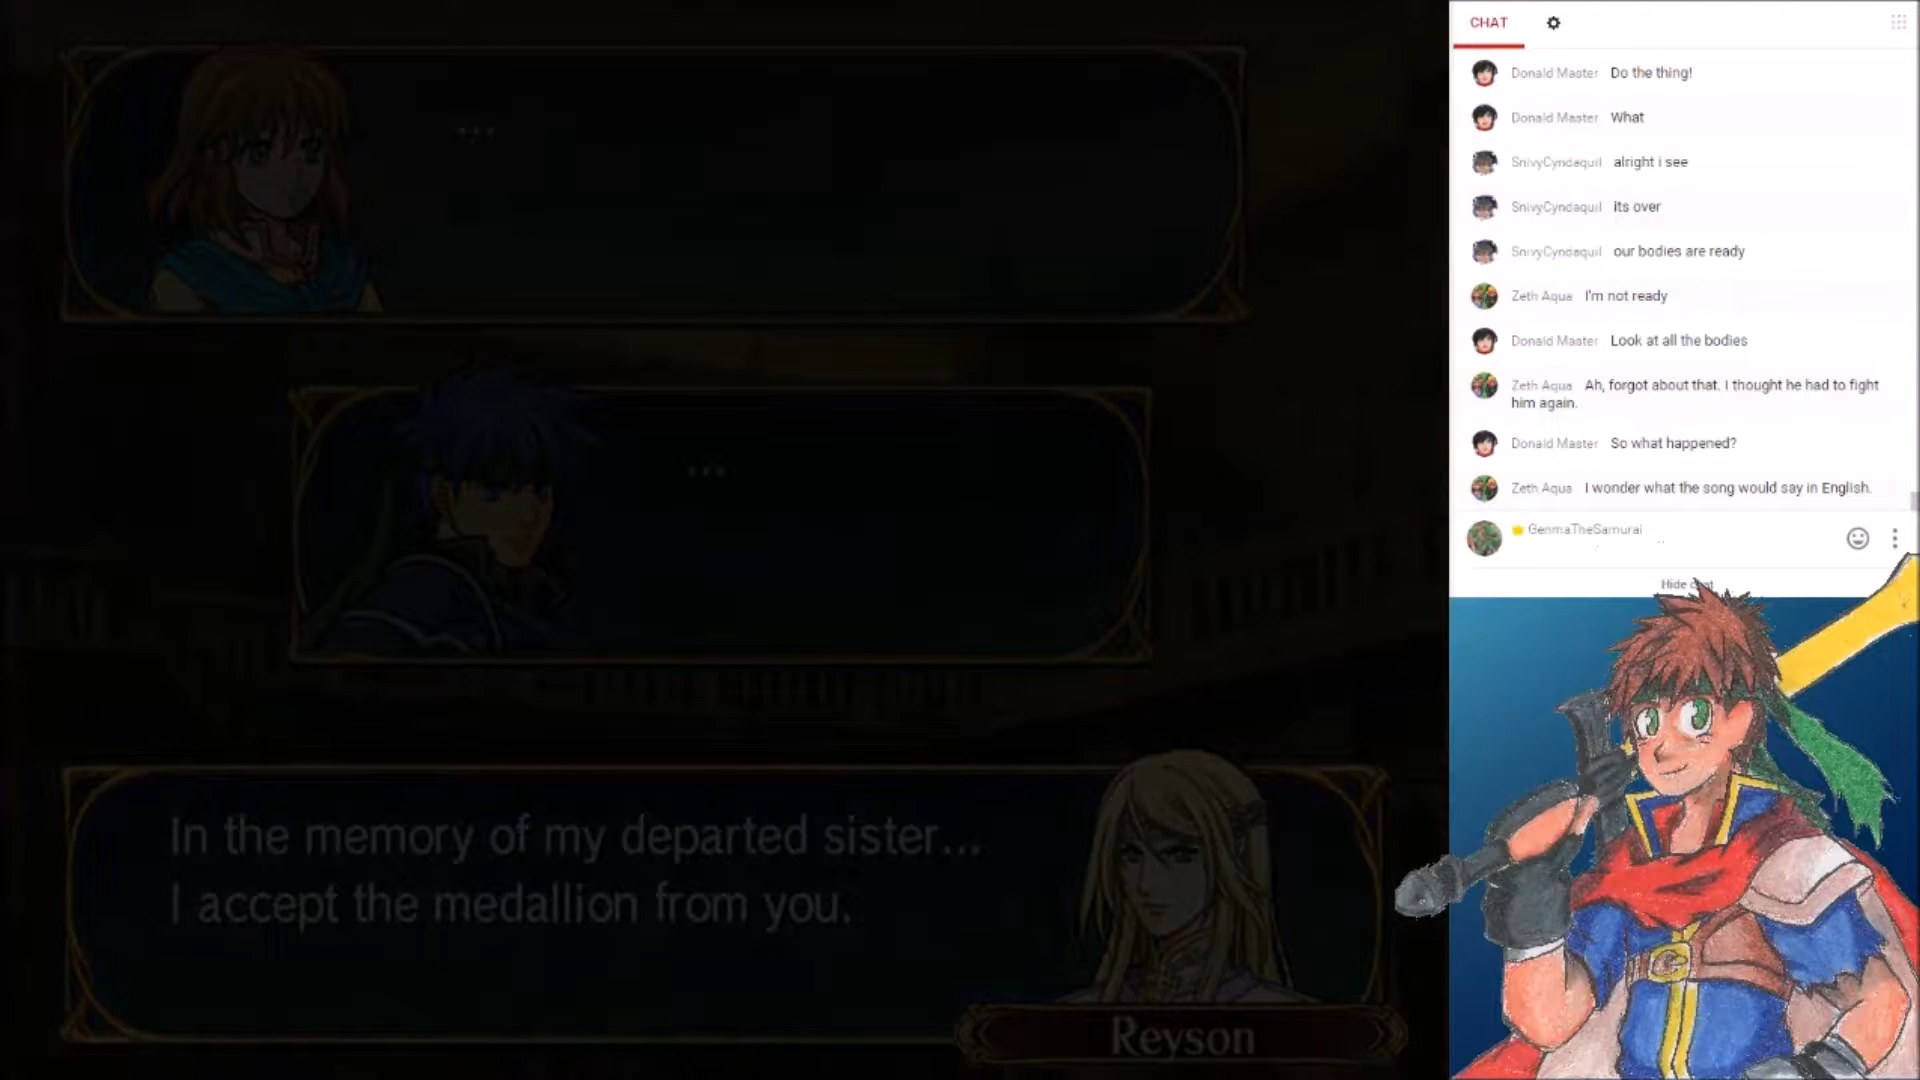 ...
...
In the memory of my departed sister...
I accept the medallion from you.
Reyson
CHAT
Donald Master Do the thing!
Donald Master What
SnivyCyndaquil alright i see
SnivyCyndaquil its over
SnivyCyndaquil our bodies are ready
Zeth Aqua I'm not ready
Donald Master Look at all the bodies
Zeth Aqua Ah, forgot about that. I thought he had to fight
him again.
Donald Master So what happened?
Zeth Aqua I wonder what the song would say in English.
GenmaTheSamurai
Hide chat